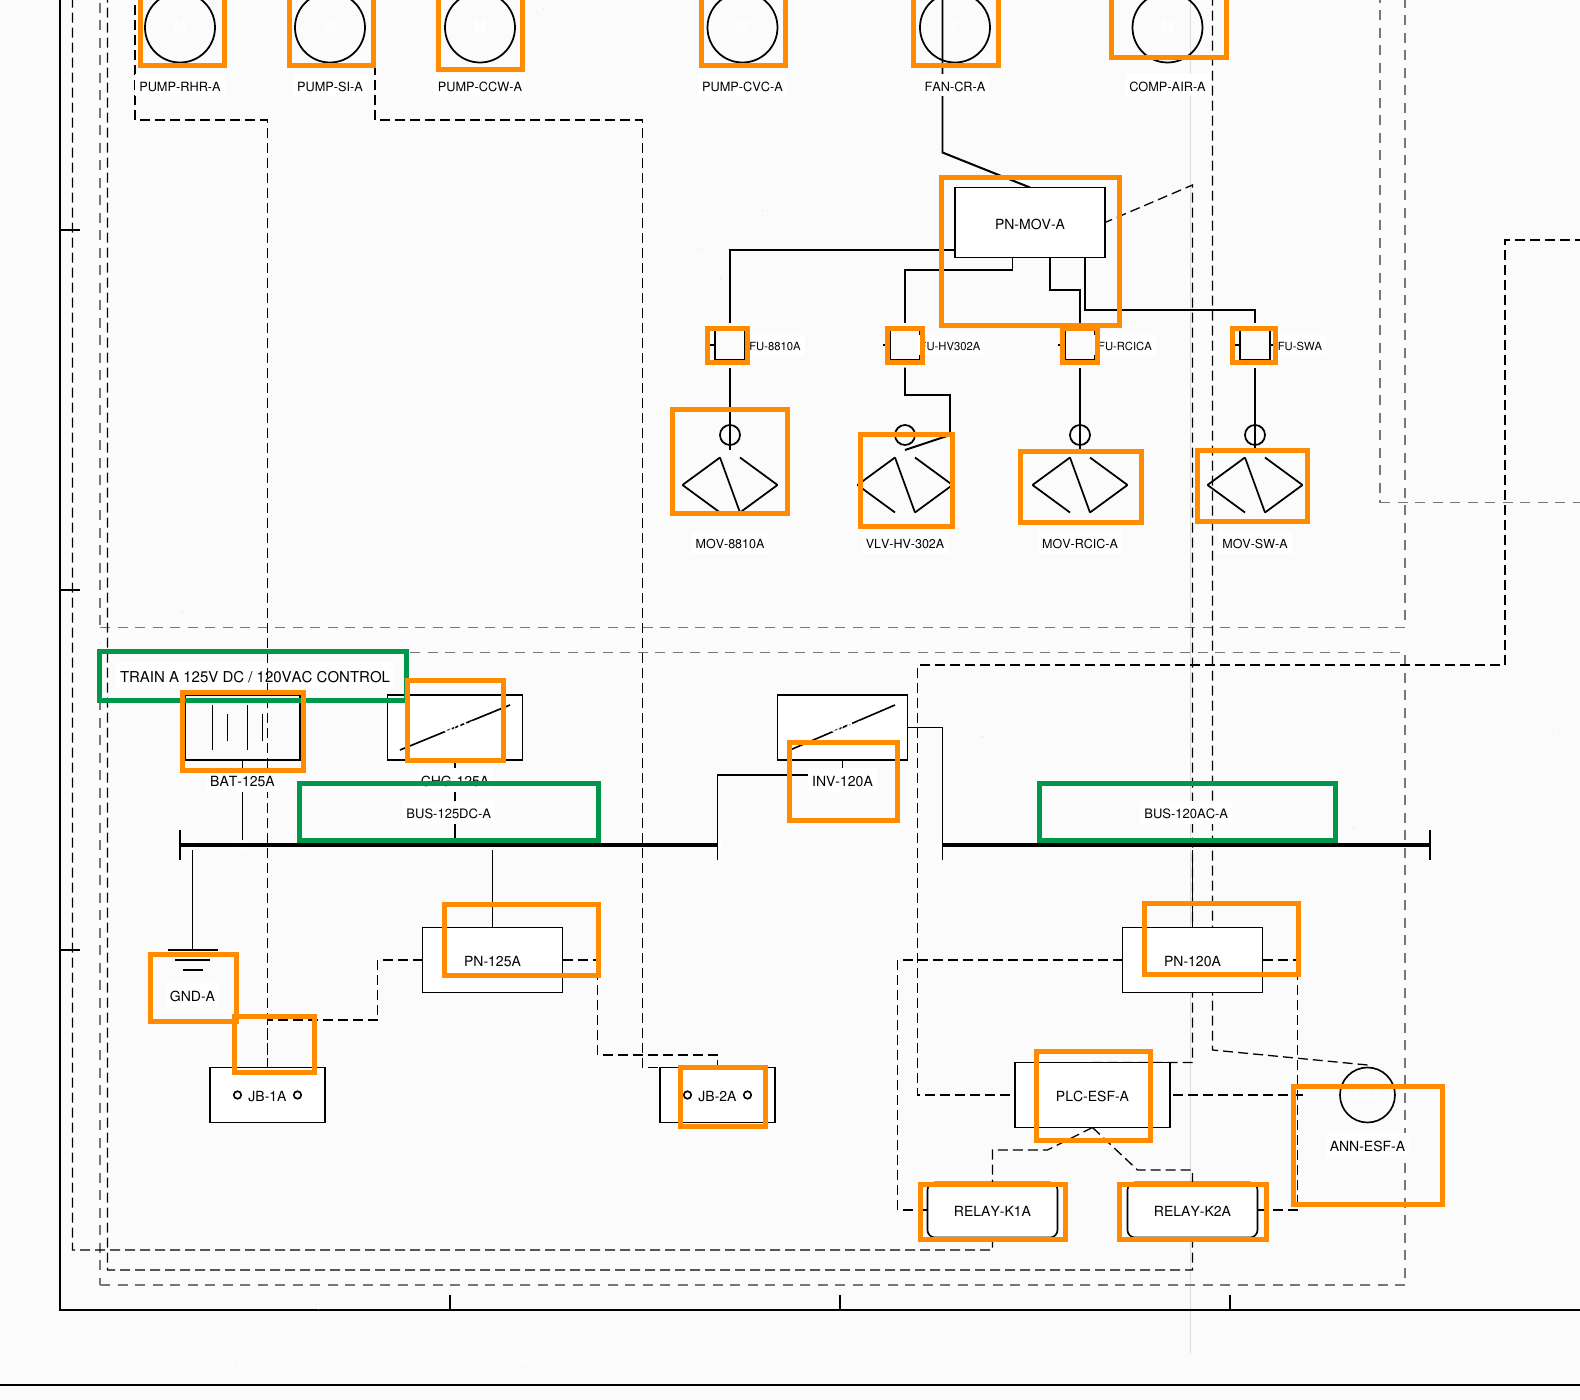 PUMP-RHR-A
PUMP-SI-A
PUMP-CCW-A
PUMP-CVC-A
FAN-CR-A
COMP-AIR-A
PN-MOV-A
FU-8810A
FU-HV302A
FU-RCICA
FU-SWA
MOV-8810A
VLV-HV-302A
MOV-RCIC-A
MOV-SW-A
TRAIN A 125V DC / 120VAC CONTROL
BAT-125A
CHG-125A
INV-120A
BUS-125DC-A
BUS-120AC-A
PN-125A
PN-120A
GND-A
JB-1A
JB-2A
PLC-ESF-A
ANN-ESF-A
RELAY-K1A
RELAY-K2A